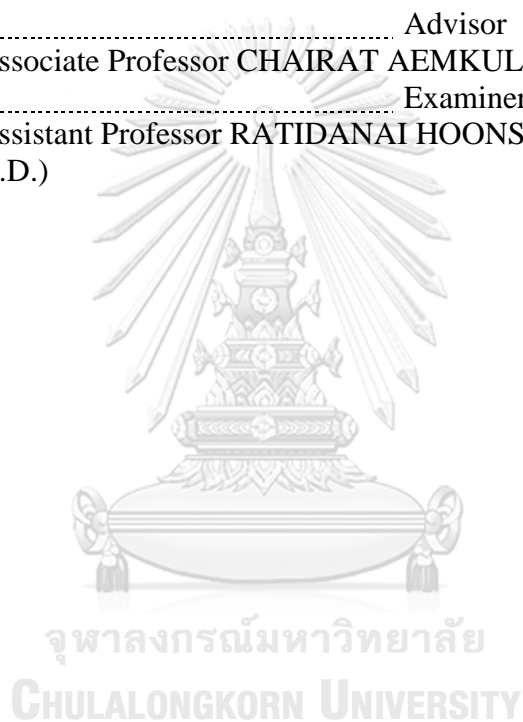 Advisor
ssociate Professor CHAIRAT AEMKUL
Examiner
ssistant Professor RATIDANAI HOONS
.D.)
จุฬาลงกรณ์มหาวิทยาลัย
CHULALONGKORN UNIVERSITY